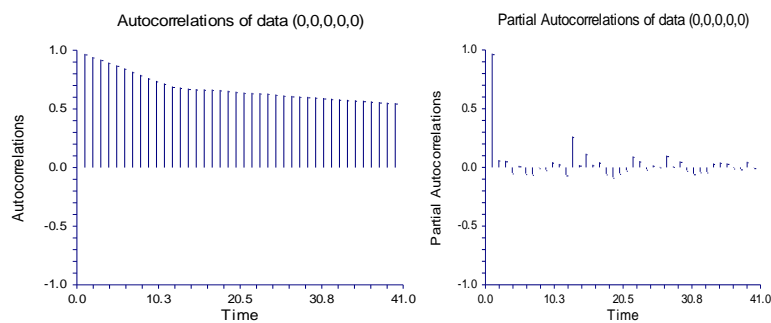 Autocorrelations of data (0,0,0,0,0)
1.0
0.5
0.0
-0.5
-1.0
Autocorrelations
0.0 10.3 20.5 30.8 41.0
Time
Partial Autocorrelations of data (0,0,0,0,0)
1.0
0.5
0.0
-0.5
-1.0
Partial Autocorrelations
0.0 10.3 20.5 30.8 41.0
Time